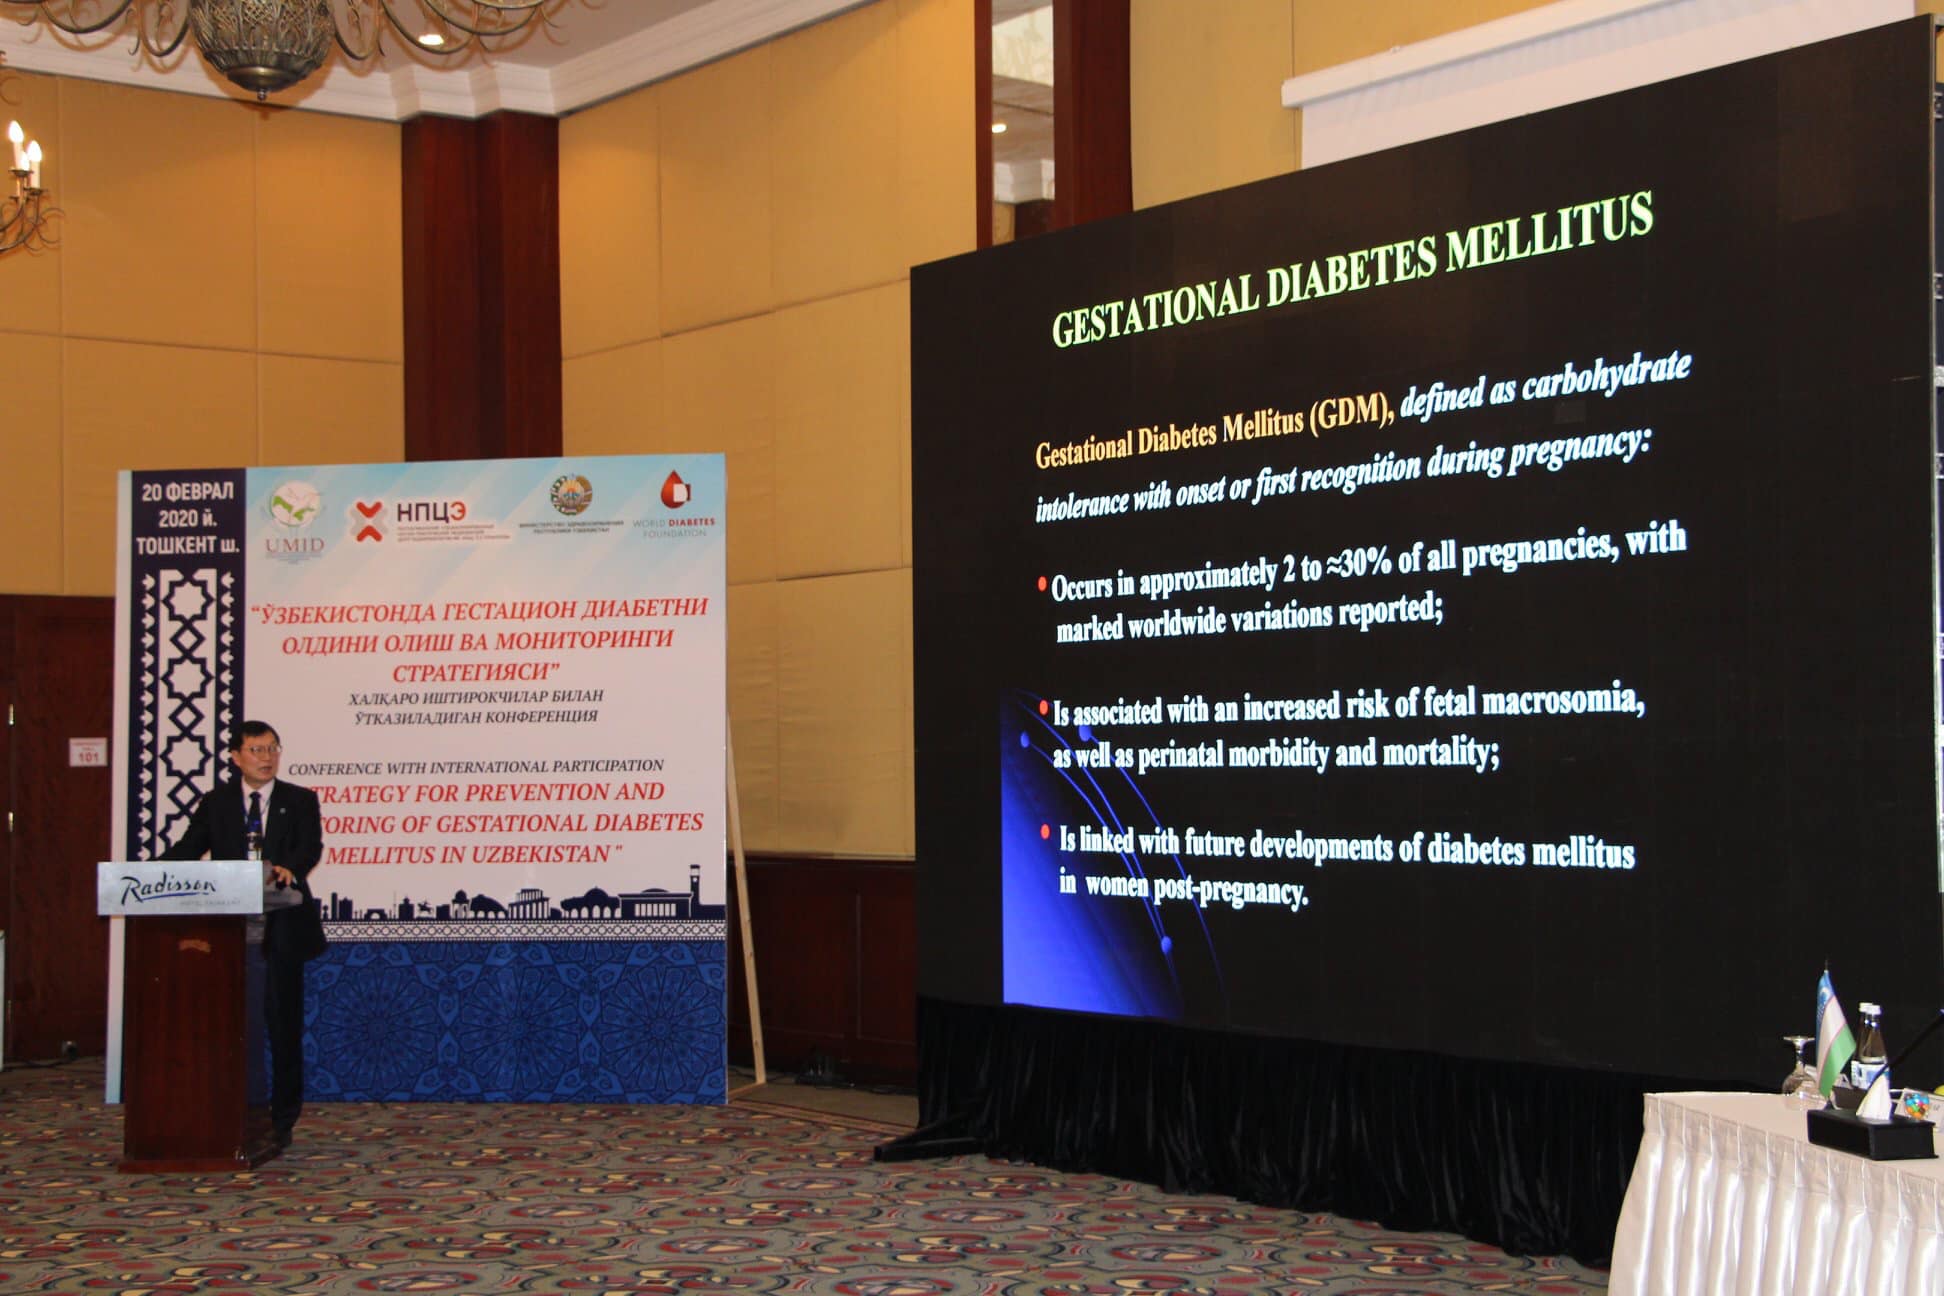 20 ФЕВРАЛ
2020 й.
ТОШКЕНТ ш.
UMID
НПЦЭ
МИНИСТЕРСТВО ЗДРАВООХРАНЕНИЯ
РЕСПУБЛИКИ УЗБЕКИСТАН
WORLD DIABETES
FOUNDATION
“ЎЗБЕКИСТОНДА ГЕСТАЦИОН ДИАБЕТНИ
ОЛДИНИ ОЛИШ ВА МОНИТОРИНГИ
СТРАТЕГИЯСИ”
ХАЛҚАРО ИШТИРОКЧИЛАР БИЛАН
ЎТКАЗИЛАДИГАН КОНФЕРЕНЦИЯ
CONFERENCE WITH INTERNATIONAL PARTICIPATION
TRATEGY FOR PREVENTION AND
TORING OF GESTATIONAL DIABETES
MELLITUS IN UZBEKISTAN "
101
Radisson
GESTATIONAL DIABETES MELLITUS
Gestational Diabetes Mellitus (GDM), defined as carbohydrate
intolerance with onset or first recognition during pregnancy:
• Occurs in approximately 2 to ≈30% of all pregnancies, with
marked worldwide variations reported;
• Is associated with an increased risk of fetal macrosomia,
as well as perinatal morbidity and mortality;
• Is linked with future developments of diabetes mellitus
in women post-pregnancy.